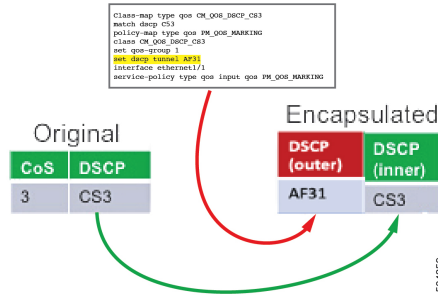 Class-map type qos CM_QOS_DSCP_CS3
match dscp C53
policy-map type qos PM_QOS_MARKING
class CM_QOS_DSCP_CS3
set qos-group 1
set dscp tunnel AF31
interface ethernet1/1
service-policy type qos input qos PM_QOS_MARKING
Original
CoS DSCP
3 CS3
Encapsulated
DSCP (outer) DSCP (inner)
AF31 CS3